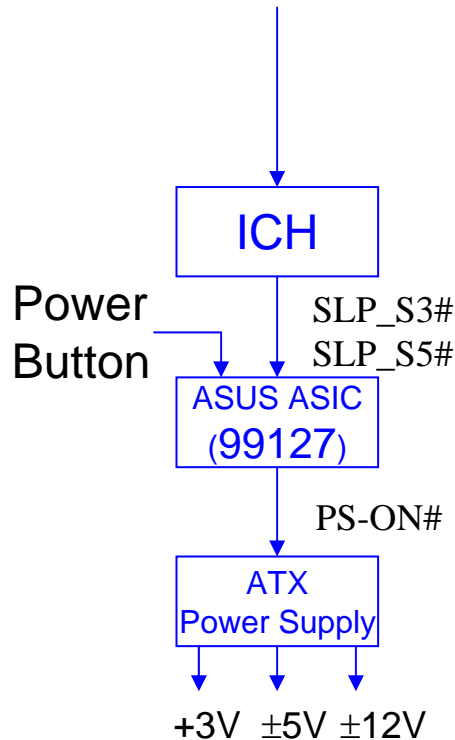 ICH
Power
Button
SLP_S3#
SLP_S5#
ASUS ASIC
(99127)
PS-ON#
ATX
Power Supply
+3V ±5V ±12V